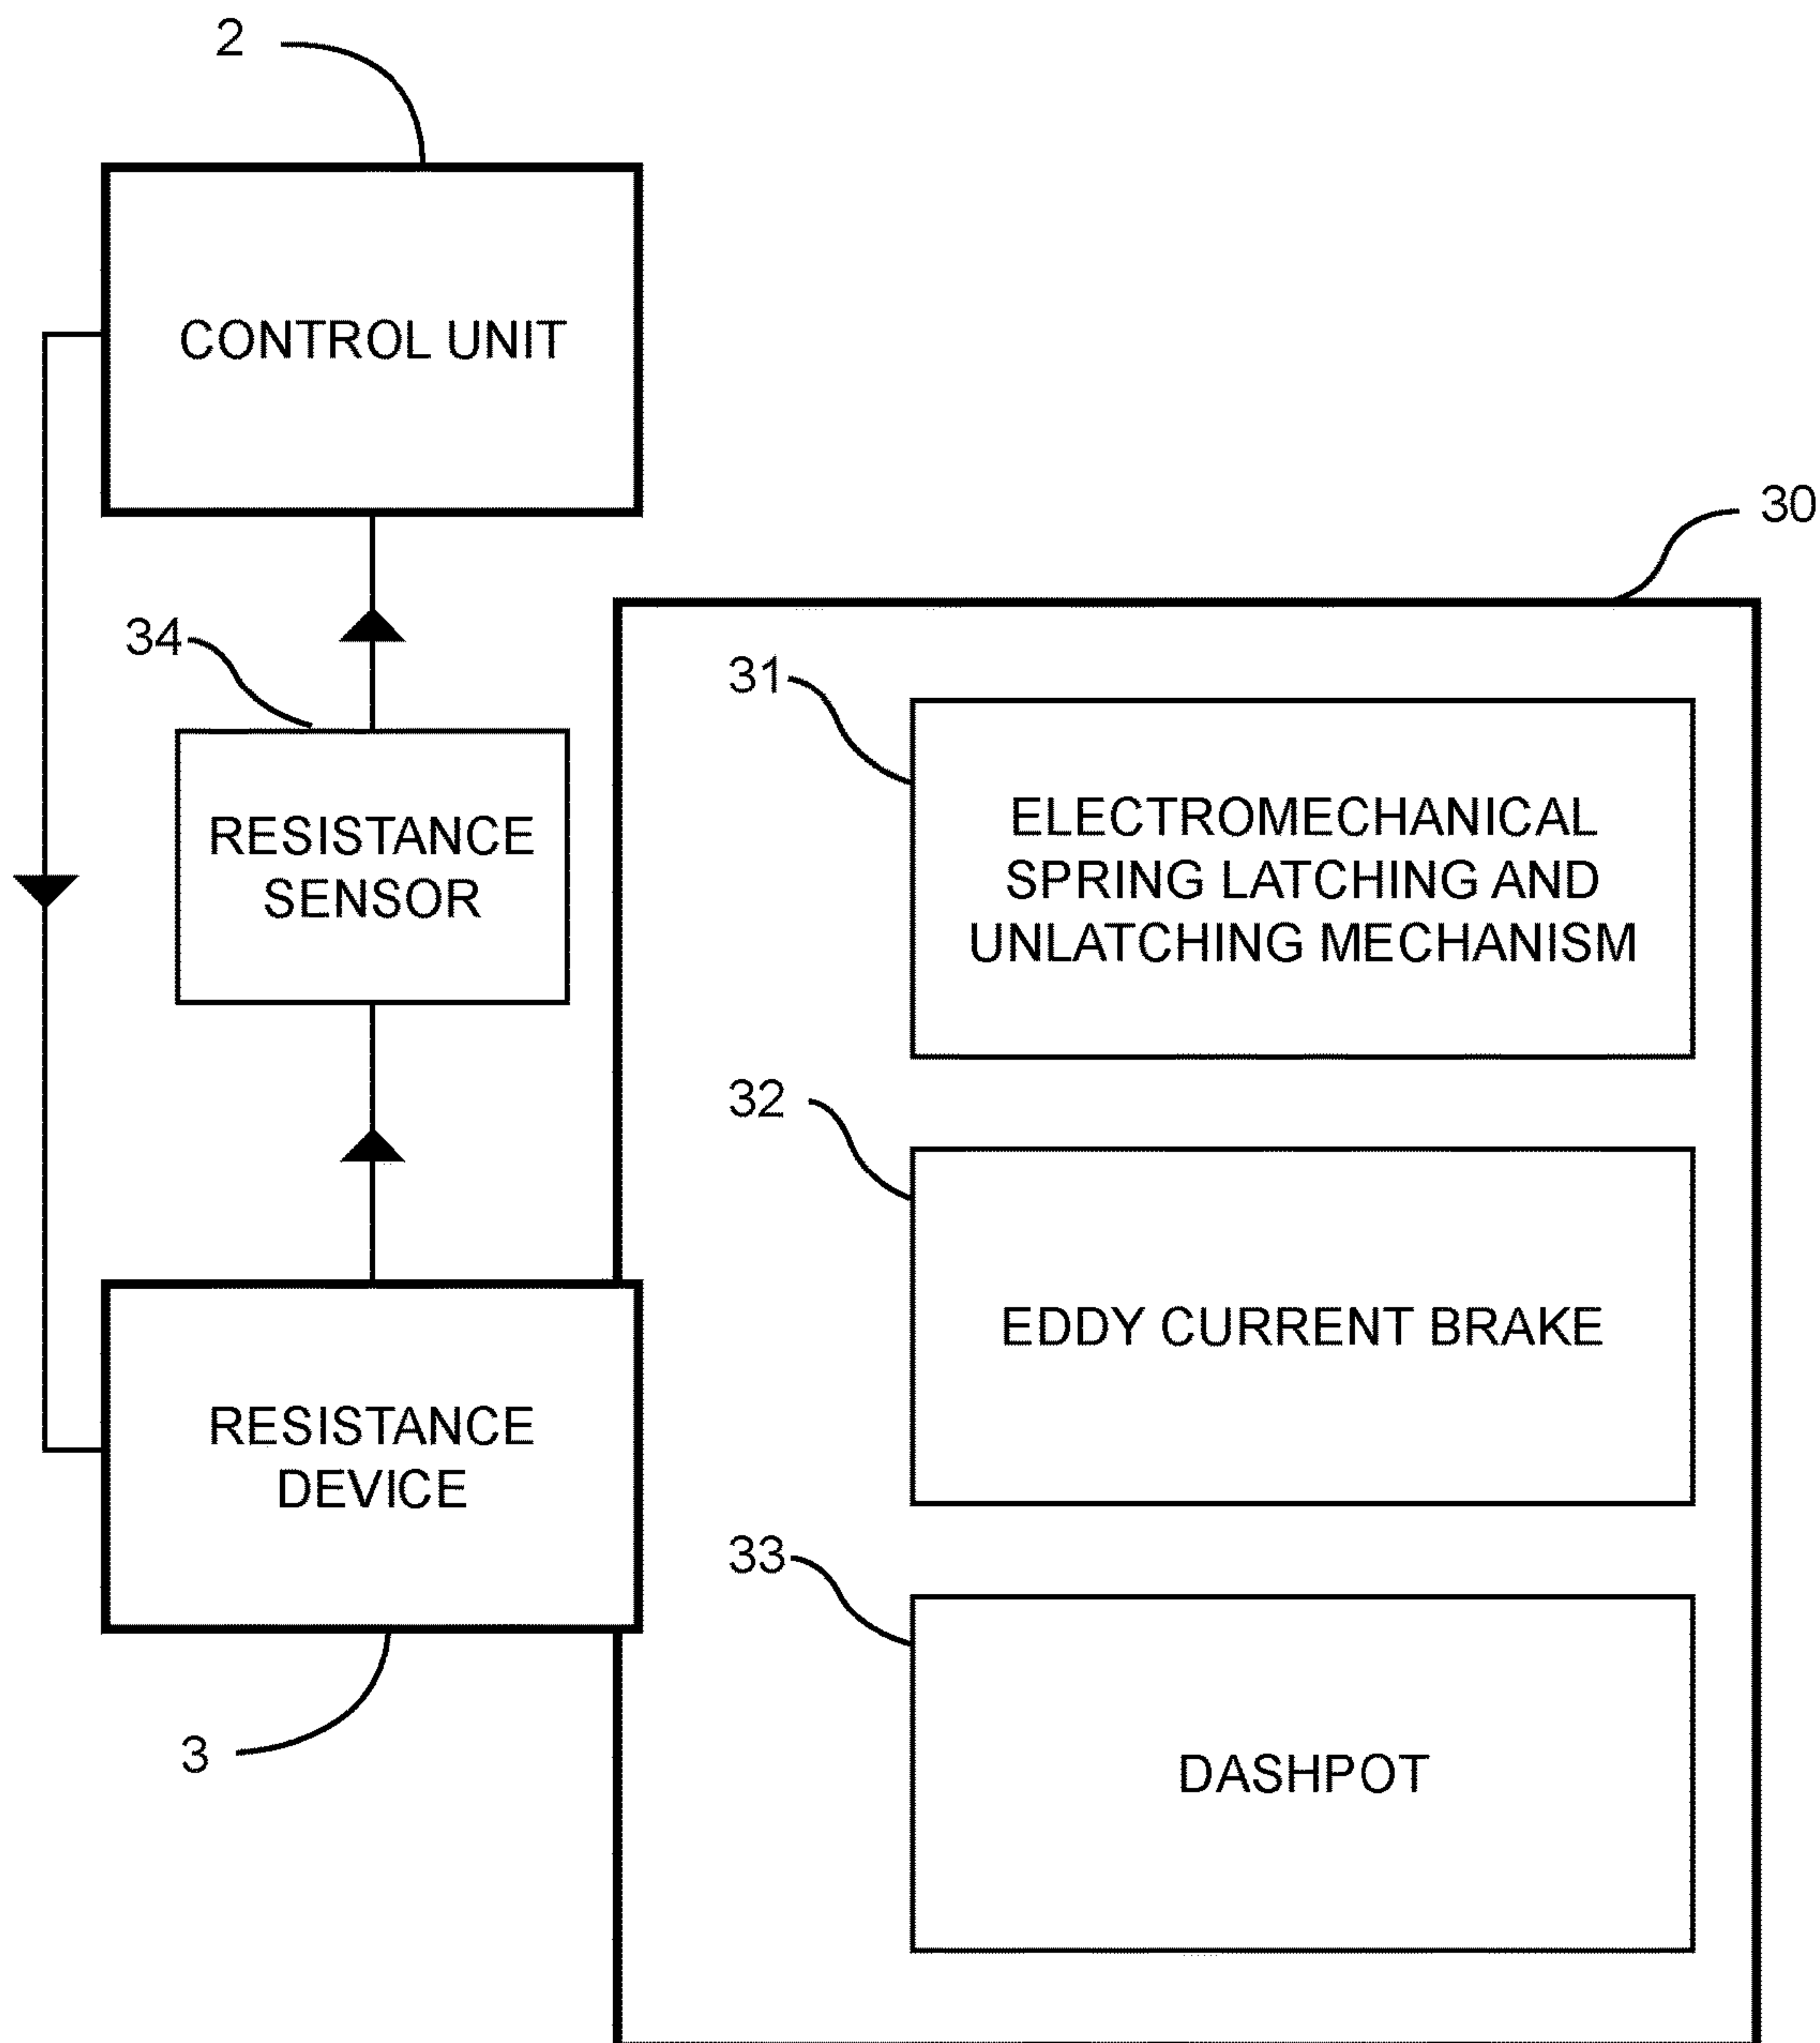 2
CONTROL UNIT
30
34
31
RESISTANCE
SENSOR
ELECTROMECHANICAL
SPRING LATCHING AND
UNLATCHING MECHANISM
32
EDDY CURRENT BRAKE
RESISTANCE
DEVICE
33
3
DASHPOT